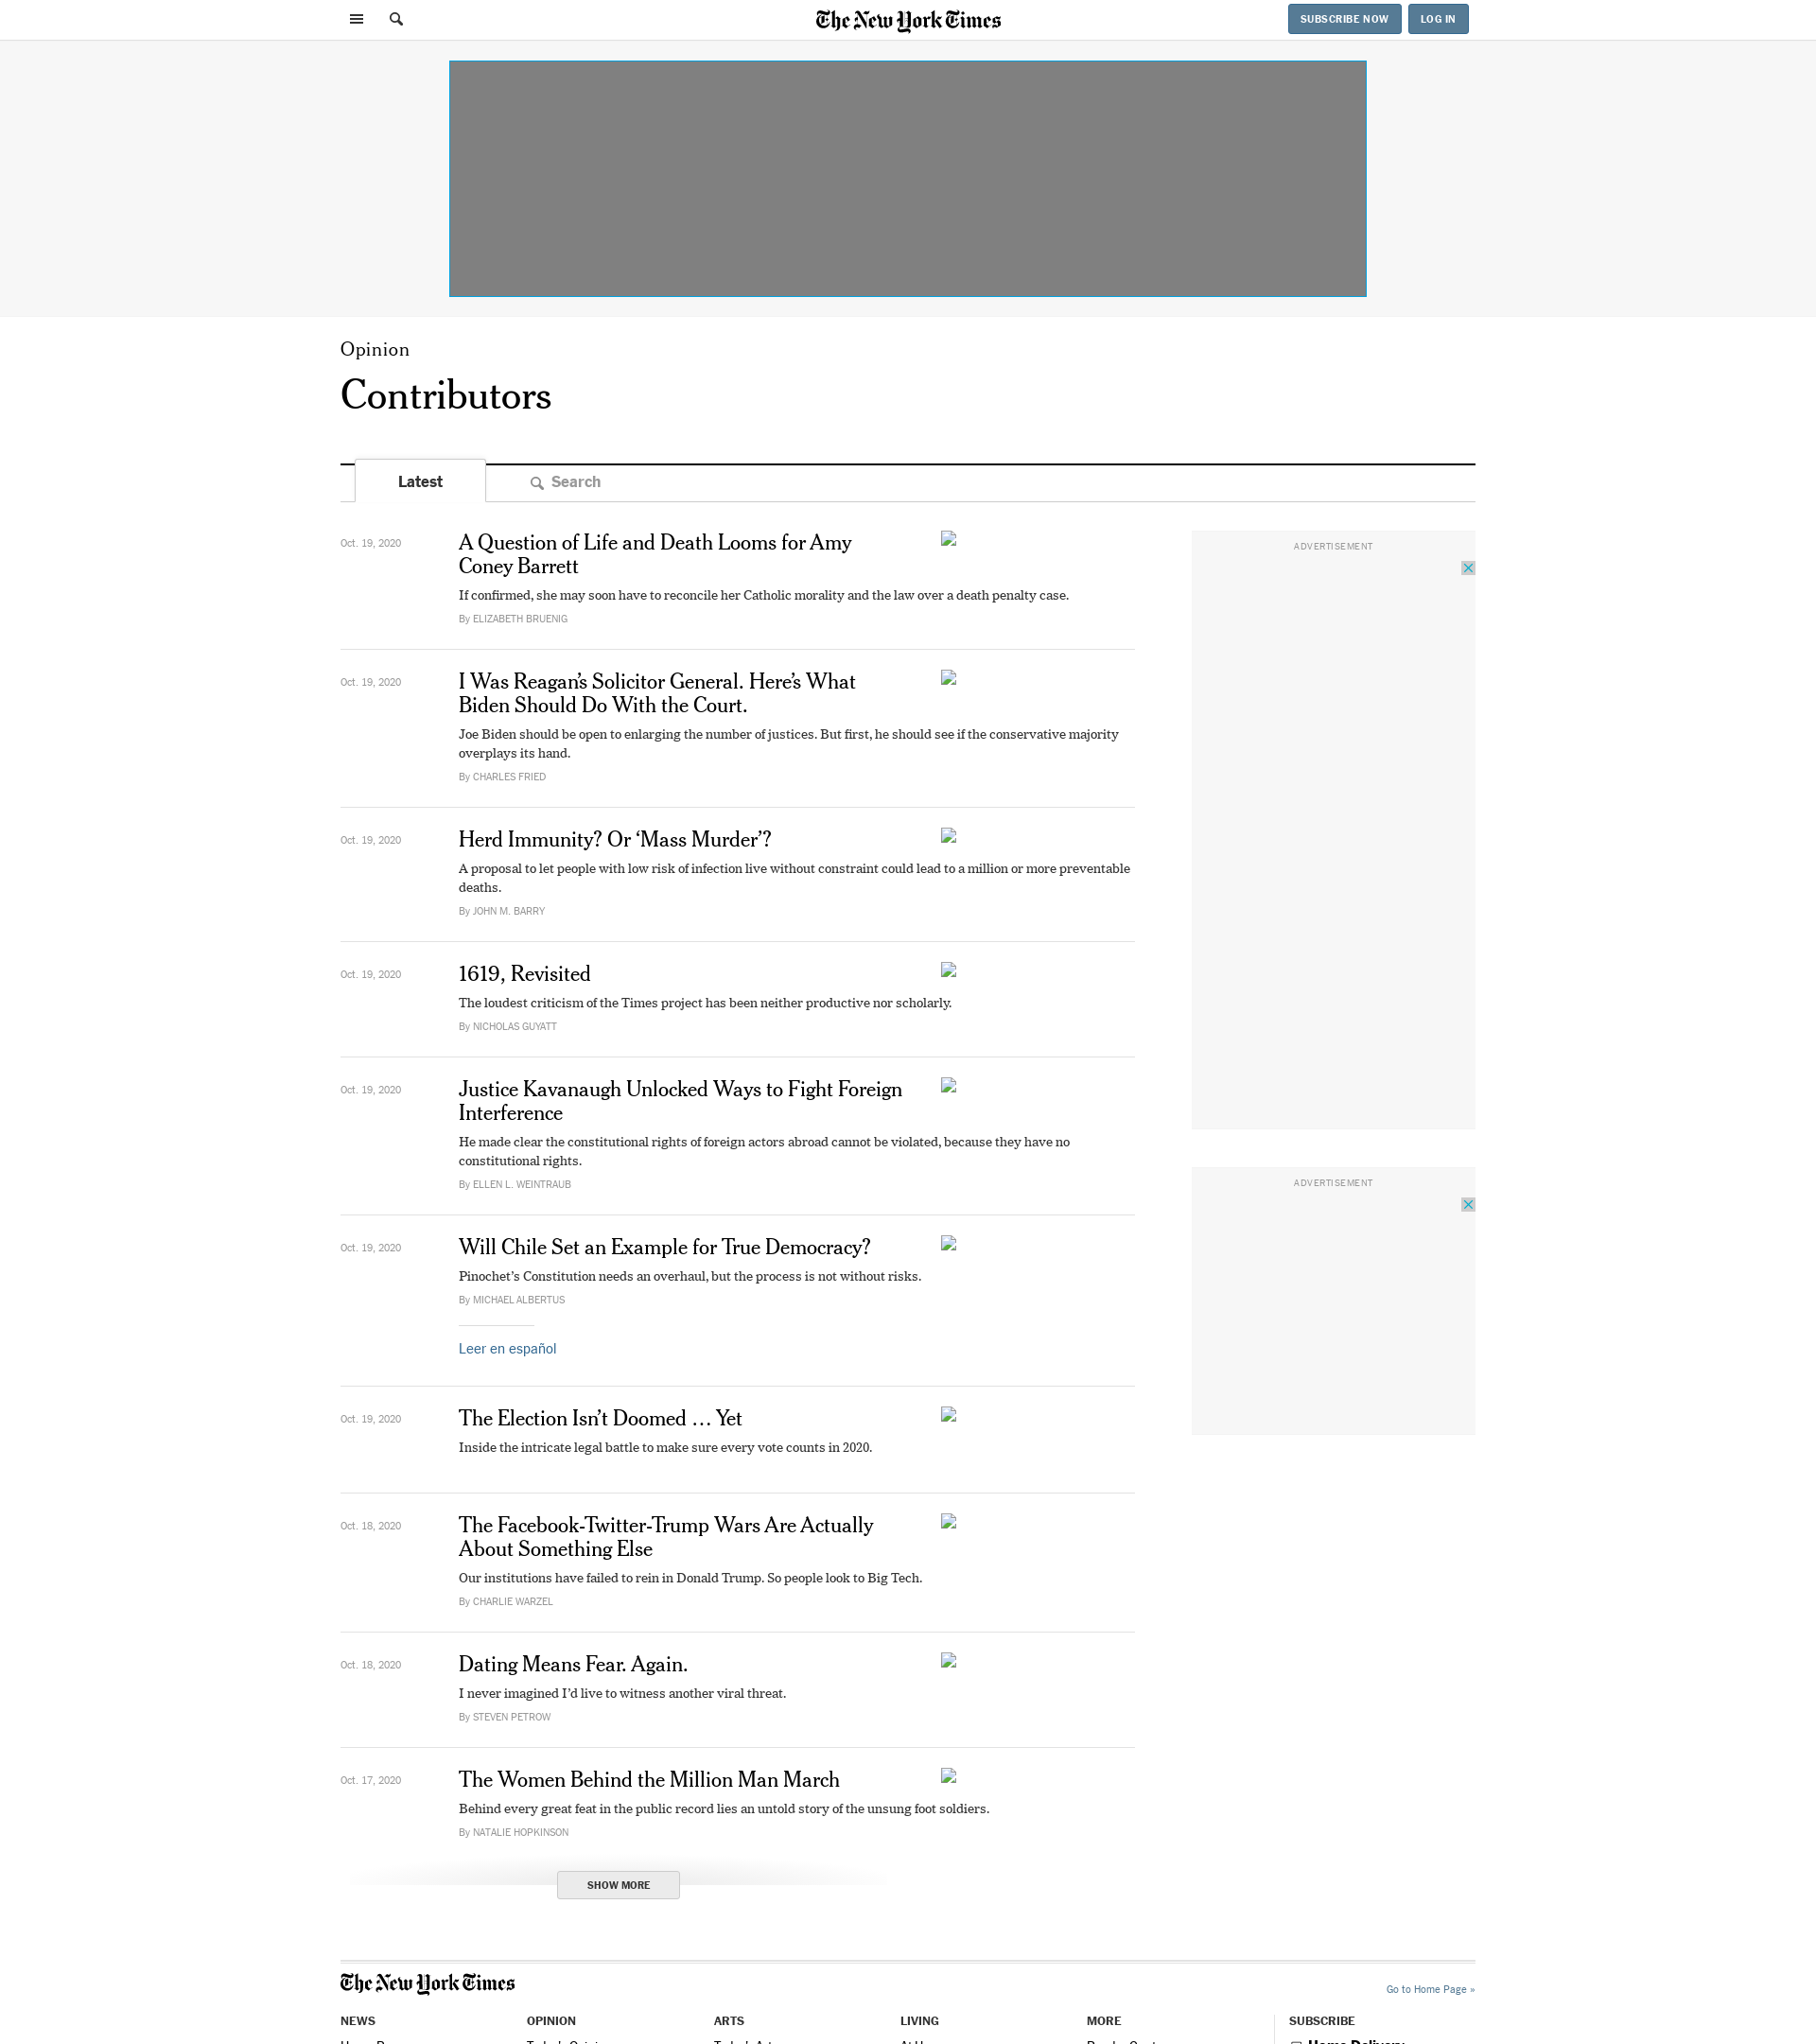 The New York Times
SUBSCRIBE NOW
LOG IN
Opinion
Contributors
Latest
Search
Oct. 19, 2020
A Question of Life and Death Looms for Amy
Coney Barrett
If confirmed, she may soon have to reconcile her Catholic morality and the law over a death penalty case.
By ELIZABETH BRUENIG
Oct. 19, 2020
I Was Reagan’s Solicitor General. Here’s What
Biden Should Do With the Court.
Joe Biden should be open to enlarging the number of justices. But first, he should see if the conservative majority
overplays its hand.
By CHARLES FRIED
Oct. 19, 2020
Herd Immunity? Or ‘Mass Murder’?
A proposal to let people with low risk of infection live without constraint could lead to a million or more preventable
deaths.
By JOHN M. BARRY
Oct. 19, 2020
1619, Revisited
The loudest criticism of the Times project has been neither productive nor scholarly.
By NICHOLAS GUYATT
Oct. 19, 2020
Justice Kavanaugh Unlocked Ways to Fight Foreign
Interference
He made clear the constitutional rights of foreign actors abroad cannot be violated, because they have no
constitutional rights.
By ELLEN L. WEINTRAUB
Oct. 19, 2020
Will Chile Set an Example for True Democracy?
Pinochet’s Constitution needs an overhaul, but the process is not without risks.
By MICHAEL ALBERTUS
Leer en español
Oct. 19, 2020
The Election Isn’t Doomed … Yet
Inside the intricate legal battle to make sure every vote counts in 2020.
Oct. 18, 2020
The Facebook-Twitter-Trump Wars Are Actually
About Something Else
Our institutions have failed to rein in Donald Trump. So people look to Big Tech.
By CHARLIE WARZEL
Oct. 18, 2020
Dating Means Fear. Again.
I never imagined I’d live to witness another viral threat.
By STEVEN PETROW
Oct. 17, 2020
The Women Behind the Million Man March
Behind every great feat in the public record lies an untold story of the unsung foot soldiers.
By NATALIE HOPKINSON
SHOW MORE
ADVERTISEMENT
ADVERTISEMENT
The New York Times
Go to Home Page »
NEWS
OPINION
ARTS
LIVING
MORE
SUBSCRIBE
Home Delivery